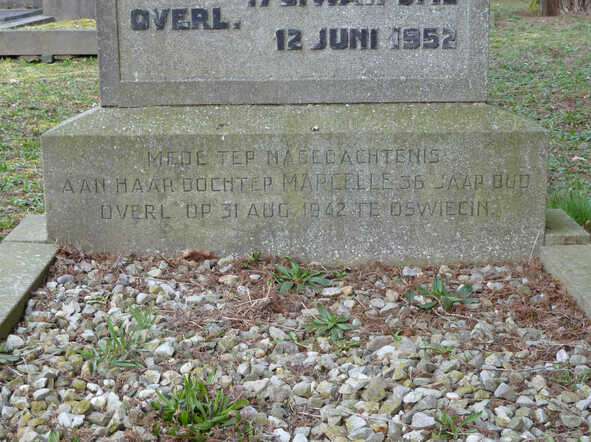 OVERL.
12 JUNI 1952
MEDE TER NAGEDACHTENIS
AAN HAAR DOCHTER MARCELLE 36 JAAR OUD
OVERL. OP 31 AUG. 1942 TE OSWIECIN.